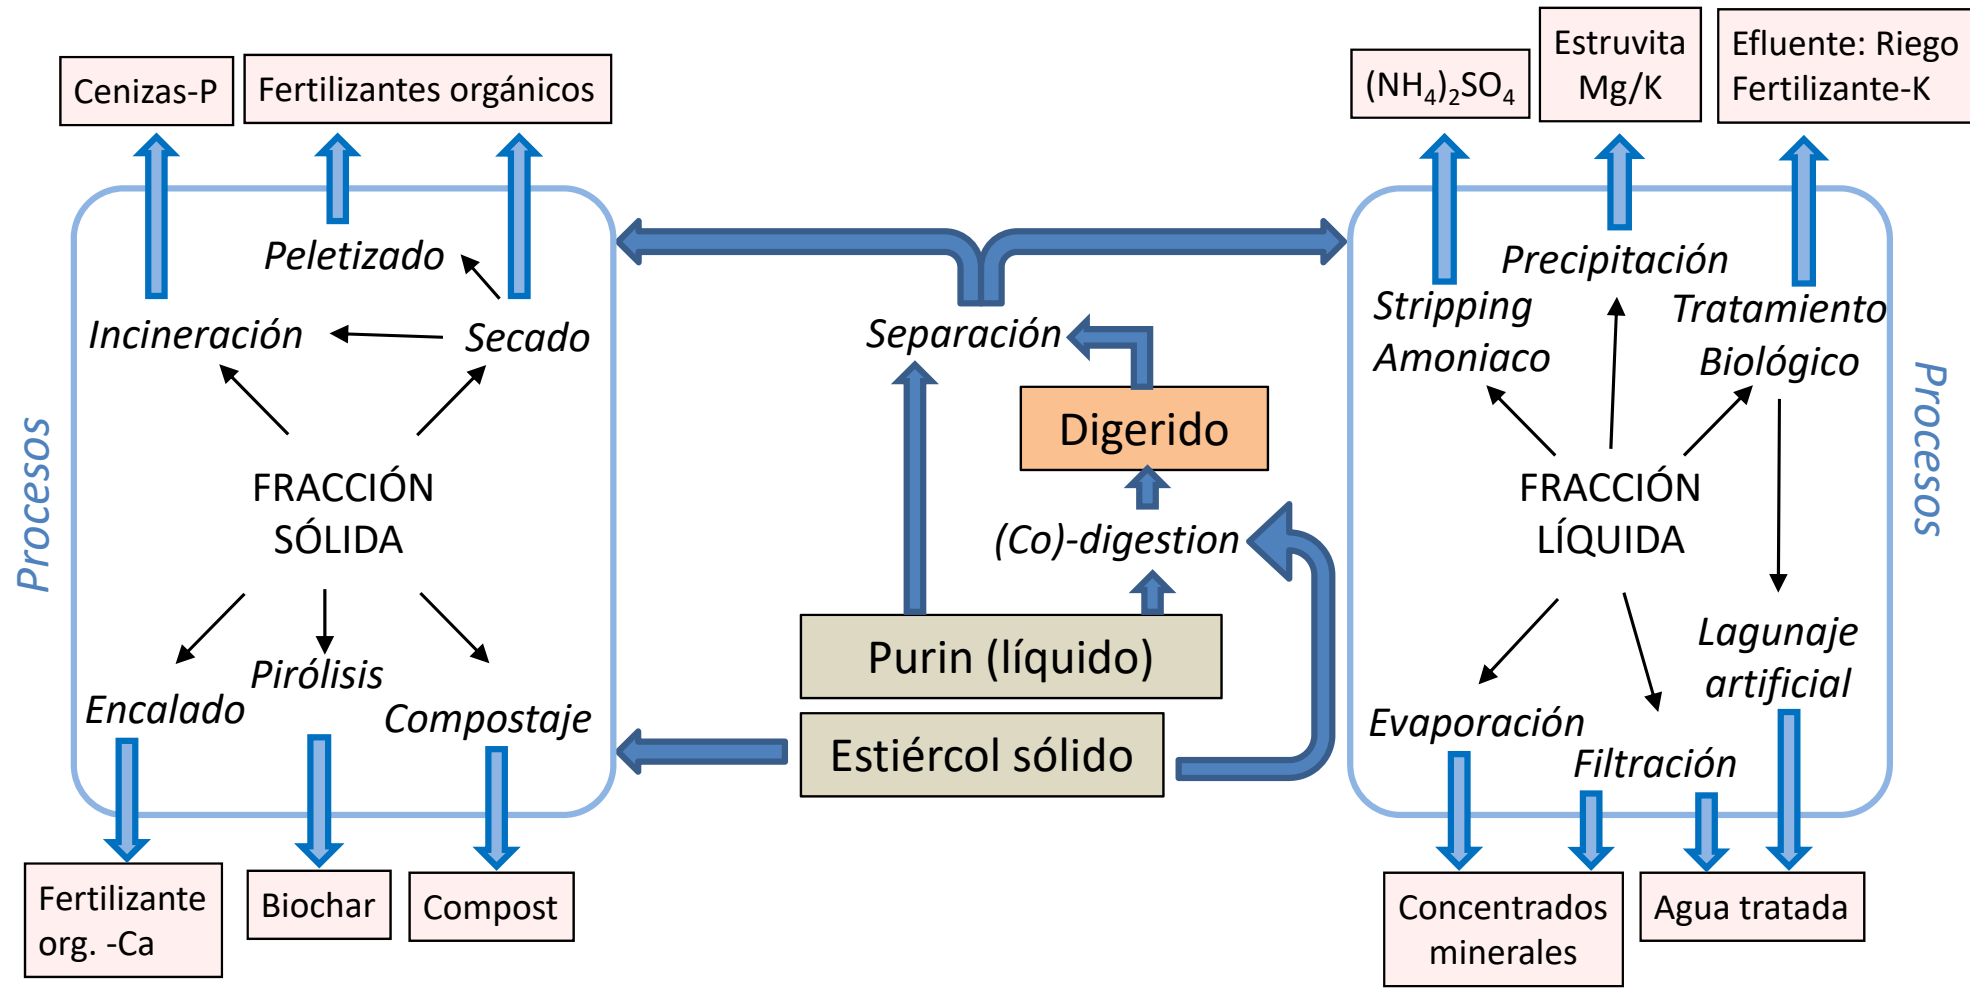 Cenizas-P
Fertilizantes orgánicos
Peletizado
Incineración
Secado
FRACCIÓN
SÓLIDA
Procesos
Encalado
Pirólisis
Compostaje
Fertilizante
org. -Ca
Biochar
Compost
Separación
Digerido
(Co)-digestion
Purin (líquido)
Estiércol sólido
(NH₄)₂SO₄
Estruvita
Mg/K
Efluente: Riego
Fertilizante-K
Precipitación
Stripping
Amoniaco
Tratamiento
Biológico
FRACCIÓN
LÍQUIDA
Procesos
Lagunaje
artificial
Evaporación
Filtración
Concentrados
minerales
Agua tratada